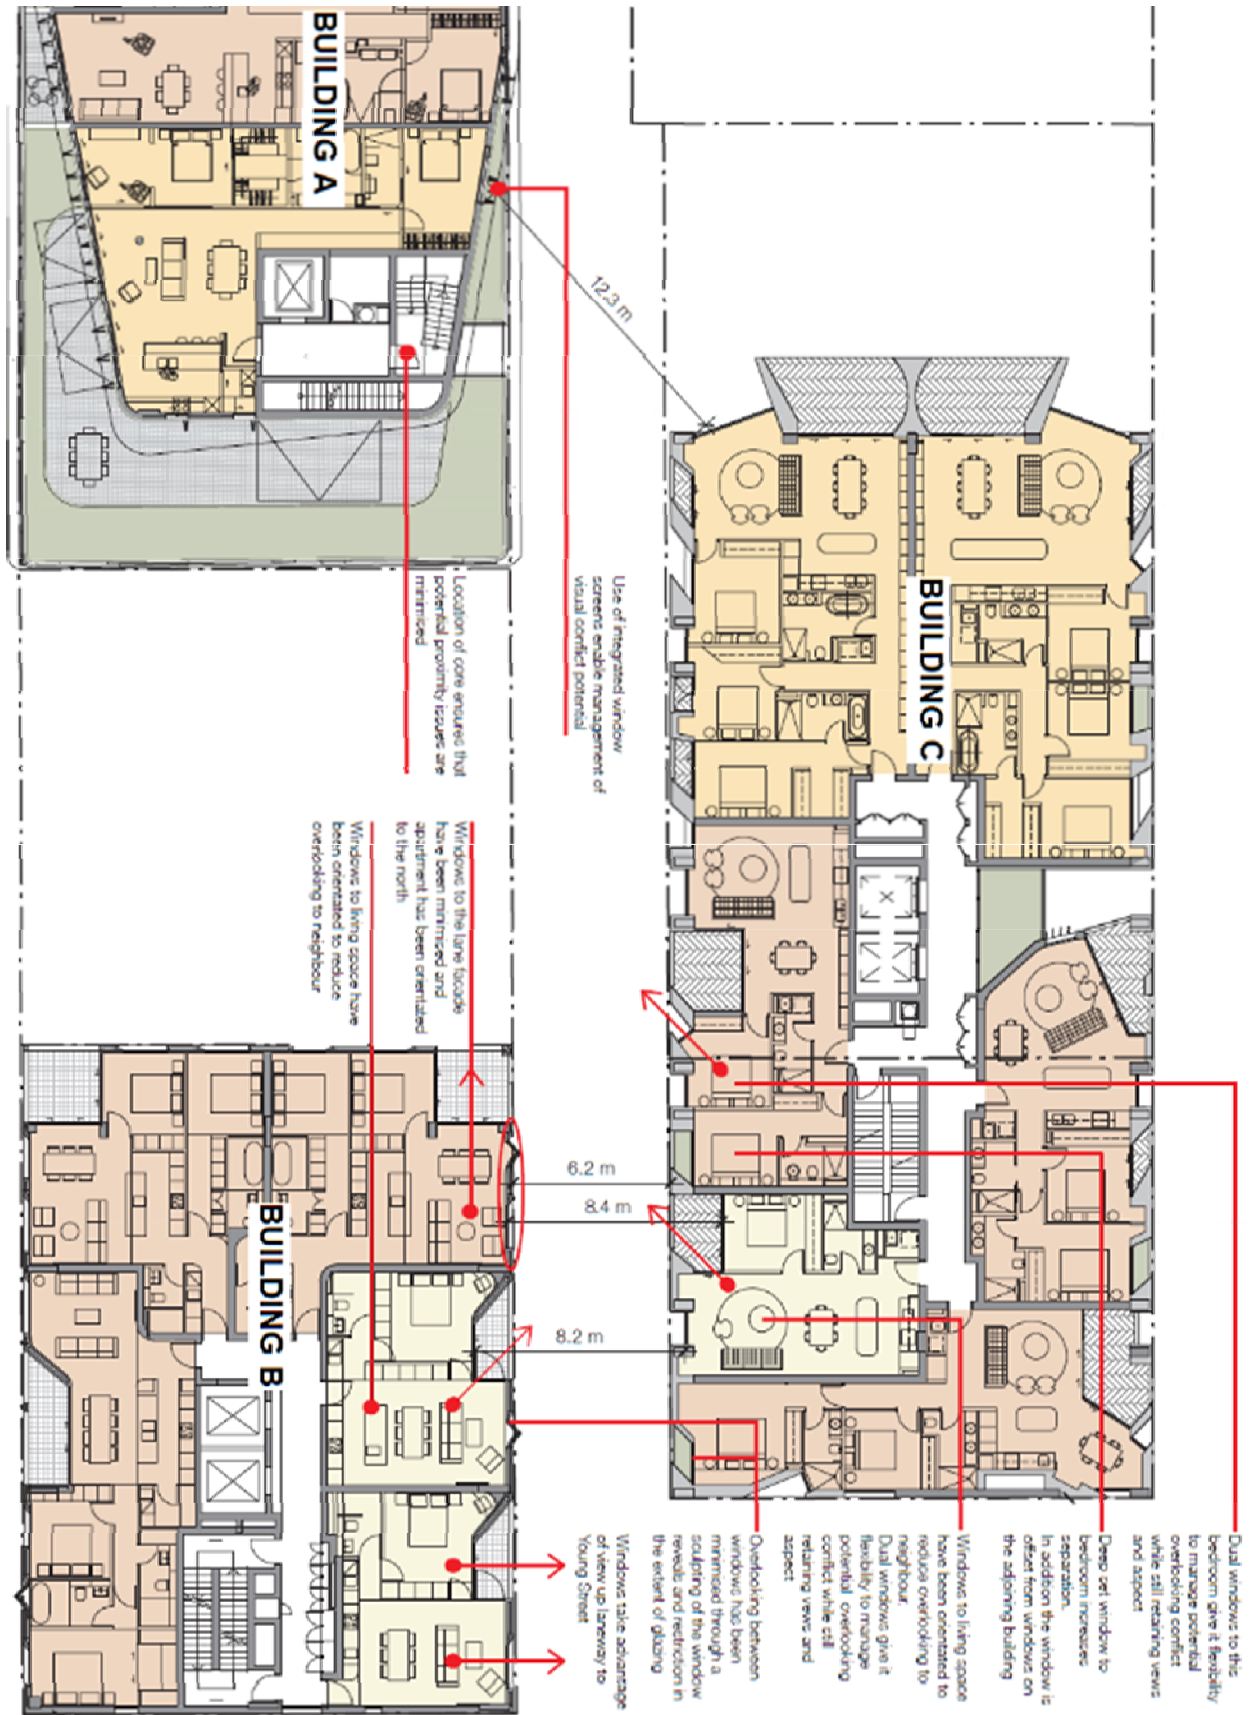 BUILDING A
12.3 m
BUILDING C
Use of integrated window
screens enable management of
visual conflict potential
Location of core ensures that
potential proximity issues are
minimised
Windows to the lane facade
have been minimised and
apartment has been orientated
to the north
Windows to living space have
been orientated to reduce
overlooking to neighbour
6.2 m
8.4 m
8.2 m
BUILDING B
Dual windows to this
bedroom give it flexibility
to manage potential
overlooking conflict
while still retaining views
and aspect
Deep set window to
bedroom increases
separation.
In addition the window is
offset from windows on
the adjoining building
Windows to living space
have been orientated to
reduce overlooking to
neighbour.
Dual windows give it
flexibility to manage
potential overlooking
conflict while still
retaining views and
aspect
Overlooking between
windows has been
minimised through a
sculpting of the window
reveals and restriction in
the extent of glazing
Windows take advantage
of view up laneway to
Young Street